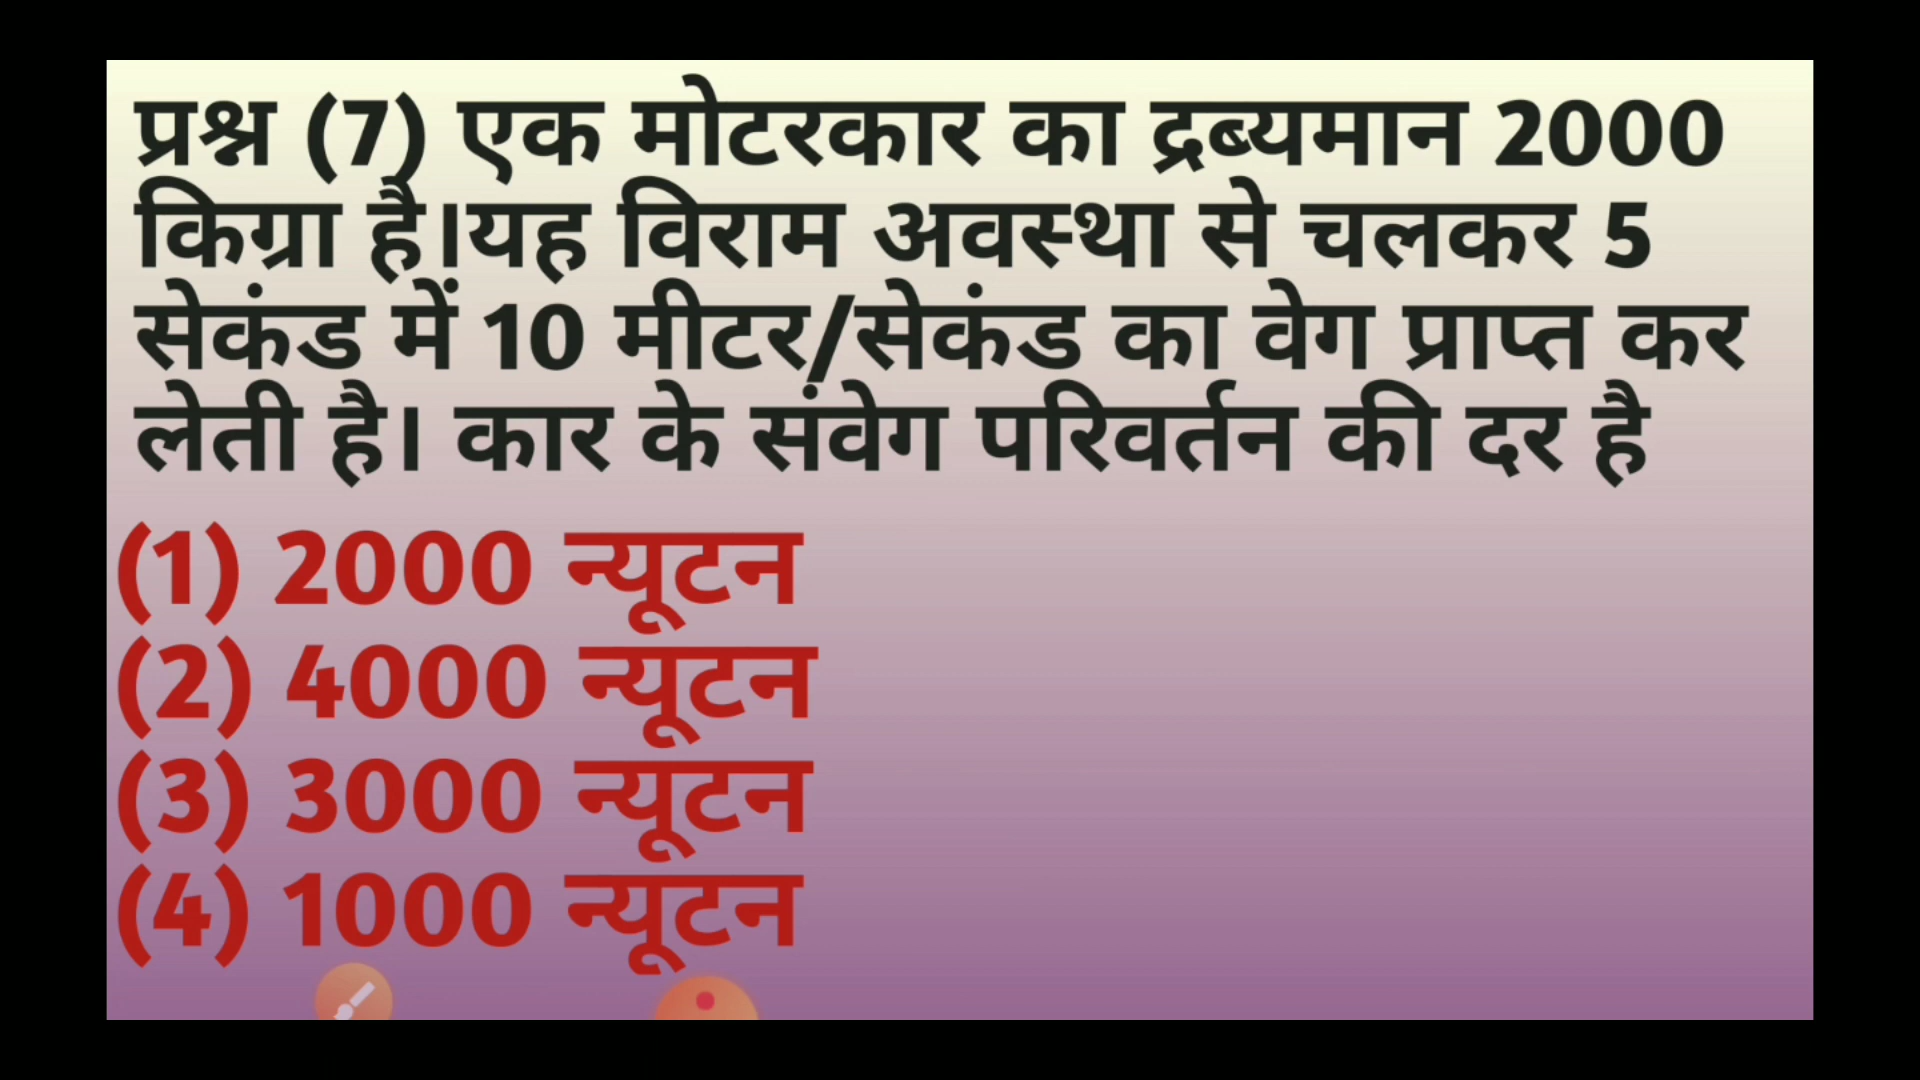 प्रश्न (7) एक मोटरकार का द्रब्यमान 2000
किग्रा है।यह विराम अवस्था से चलकर 5
सेकंड में 10 मीटर/सेकंड का वेग प्राप्त कर
लेती है। कार के संवेग परिवर्तन की दर है
(1) 2000 न्यूटन
(2) 4000 न्यूटन
(3) 3000 न्यूटन
(4) 1000 न्यूटन